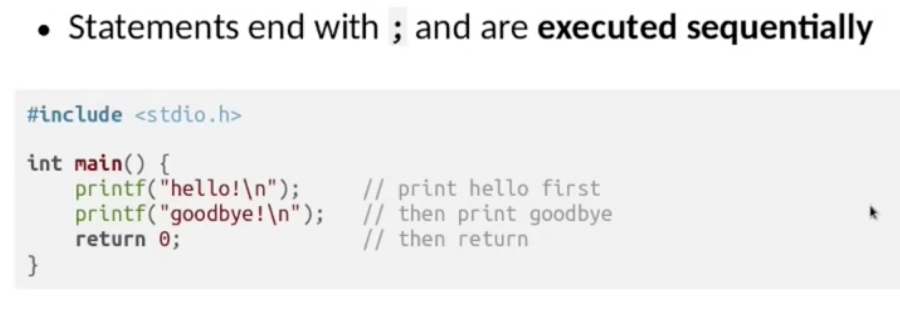 • Statements end with ; and are executed sequentially
#include <stdio.h>
int main() {
    printf("hello!\n");      // print hello first
    printf("goodbye!\n");    // then print goodbye
    return 0;                // then return
}